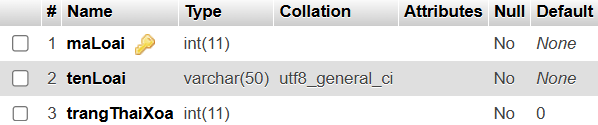 # Name Type Collation Attributes Null Default
1 maLoai int(11) No None
2 tenLoai varchar(50) utf8_general_ci No None
3 trangThaiXoa int(11) No 0